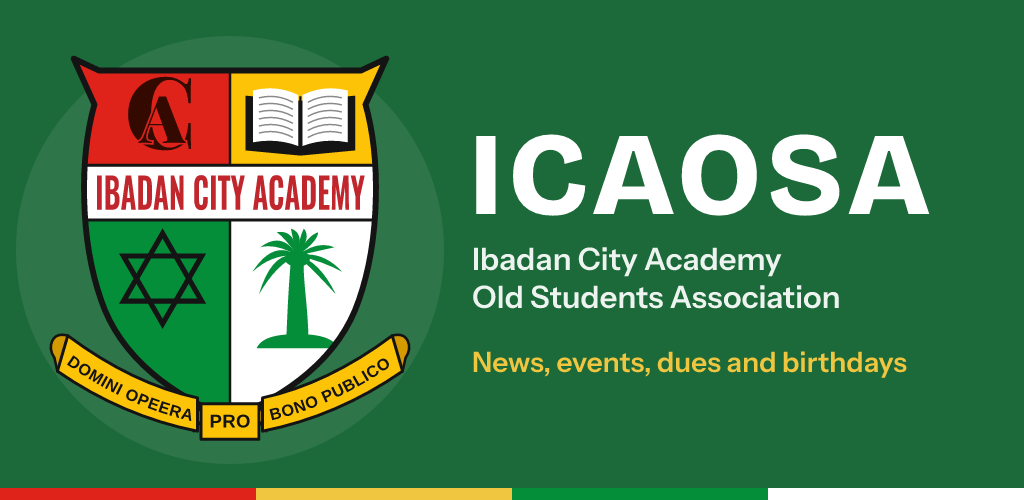 CA
IBADAN CITY ACADEMY
DOMINI OPEERA PRO BONO PUBLICO
ICAOSA
Ibadan City Academy
Old Students Association
News, events, dues and birthdays